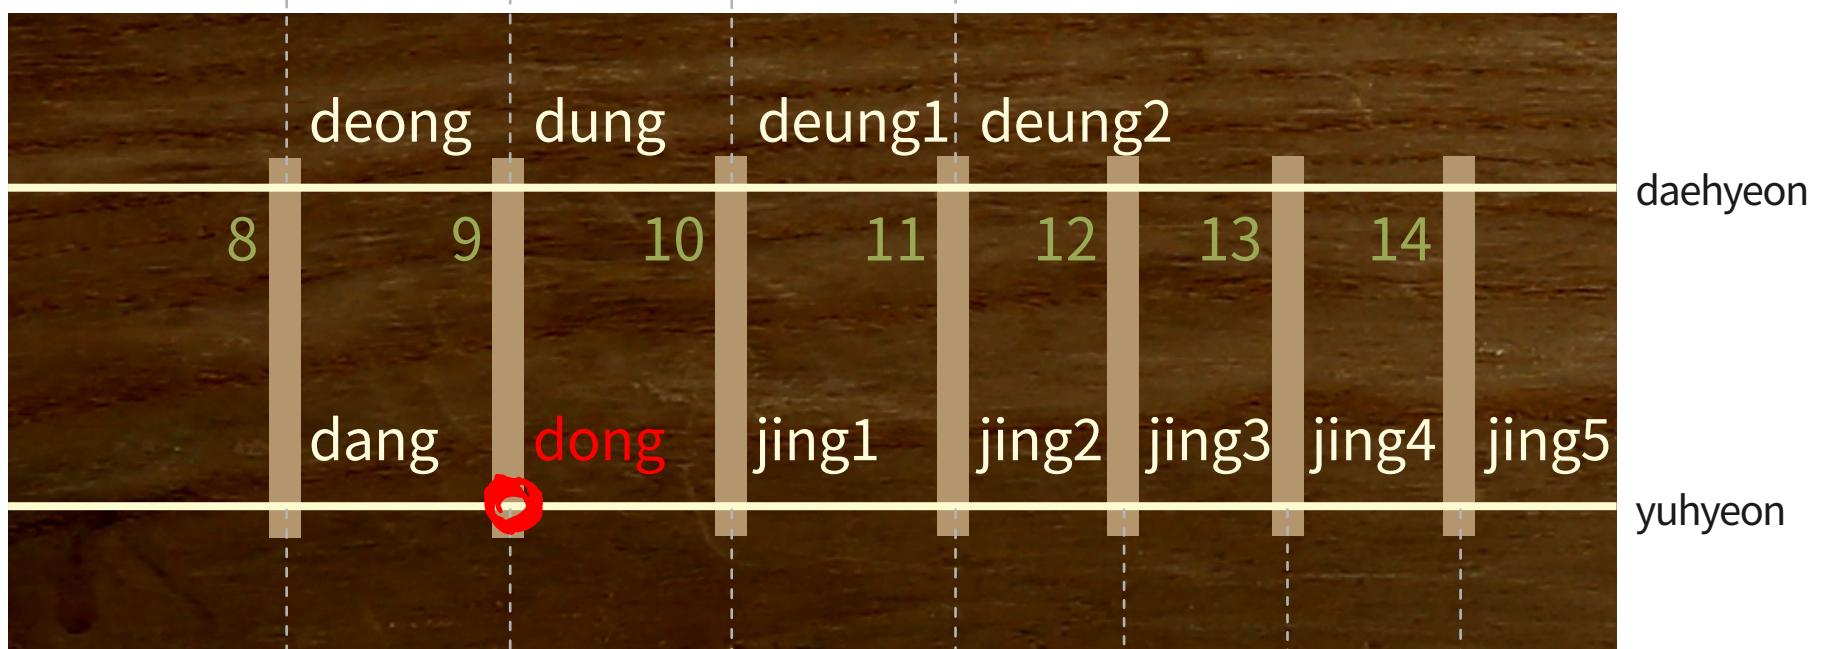 deong dung deung1 deung2
daehyeon
8 9 10 11 12 13 14
dang dong jing1 jing2 jing3 jing4 jing5
yuhyeon